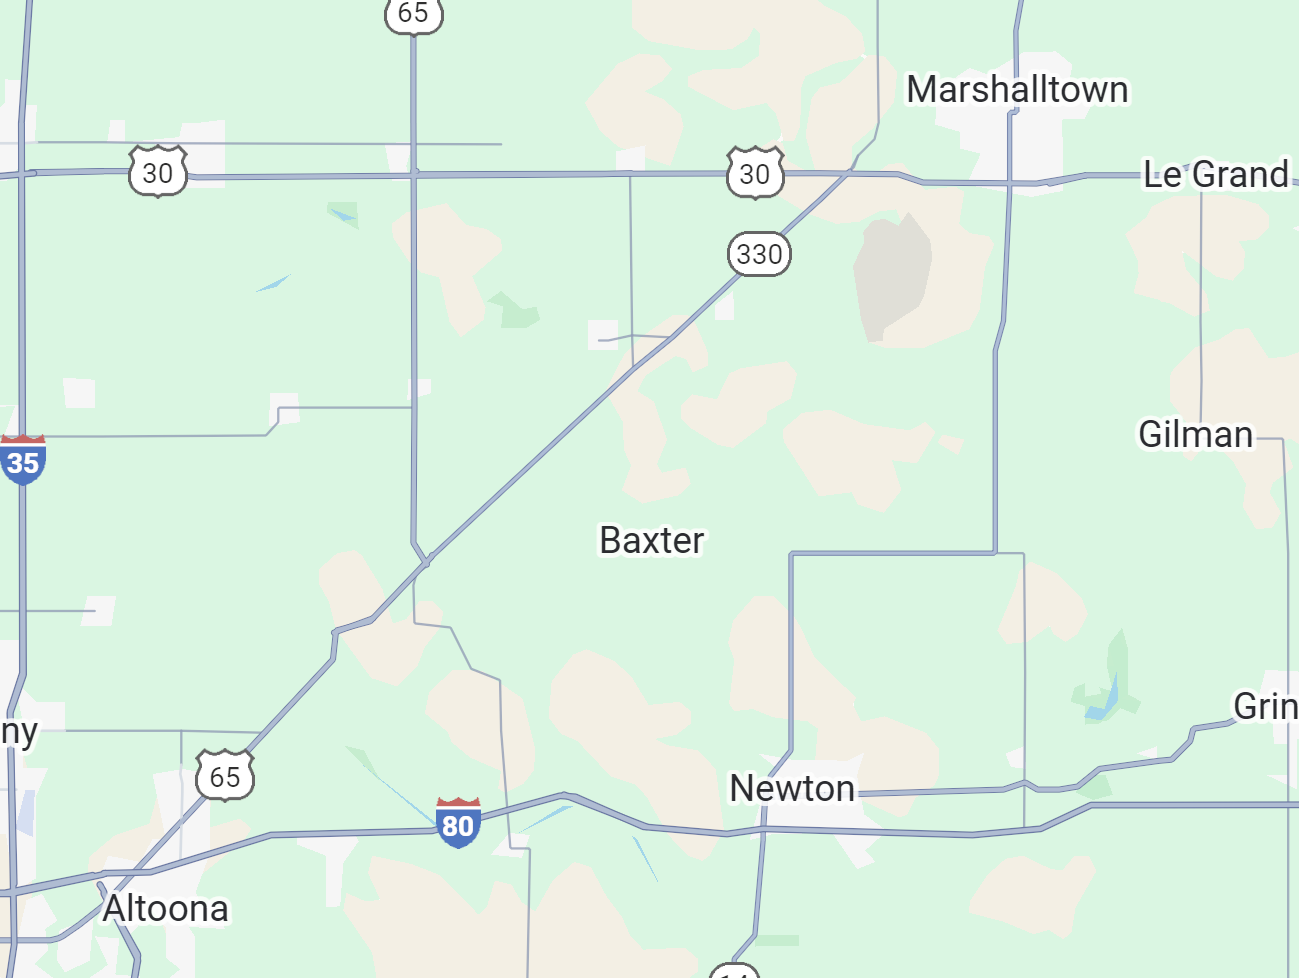 65
Marshalltown
30
30
Le Grand
330
Gilman
35
Baxter
Grin
ny
65
Newton
80
Altoona